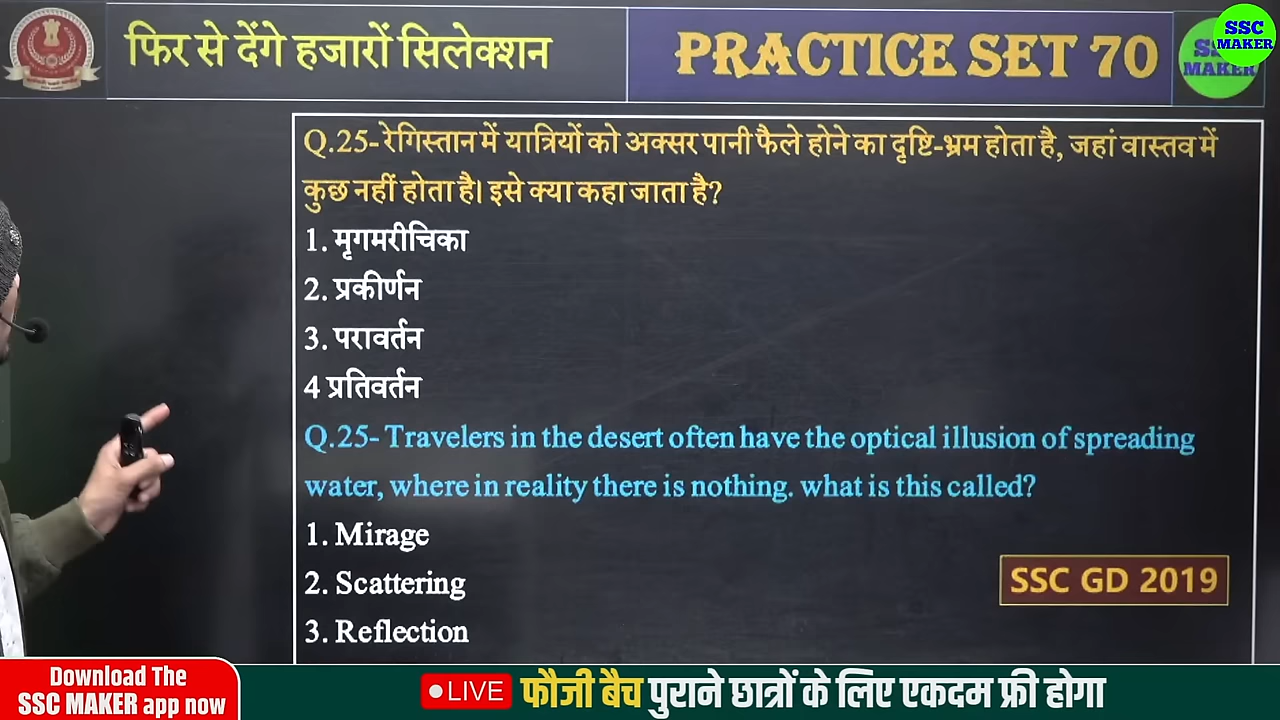 फिर से देंगे हजारों सिलेक्शन
PRACTICE SET 70
SSC
MAKER
MAKER
Q.25-रेगिस्तान में यात्रियों को अक्सर पानी फैले होने का दृष्टि-भ्रम होता है, जहां वास्तव में
कुछ नहीं होता है। इसे क्या कहा जाता है?
1. मृगमरीचिका
2. प्रकीर्णन
3. परावर्तन
4 प्रतिवर्तन
Q.25- Travelers in the desert often have the optical illusion of spreading
water, where in reality there is nothing. what is this called?
1. Mirage
2. Scattering
3. Reflection
SSC GD 2019
Download The
SSC MAKER app now
LIVE
फौजी बैच पुराने छात्रों के लिए एकदम फ्री होगा